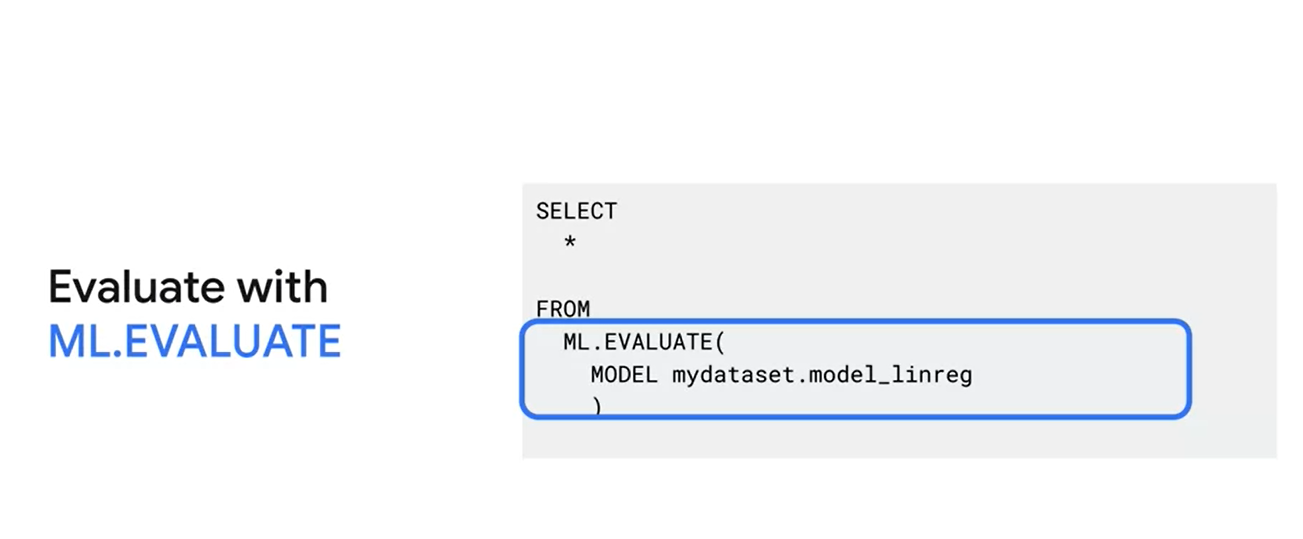 Evaluate with
ML.EVALUATE
SELECT
*
FROM
ML.EVALUATE(
MODEL mydataset.model_linreg
)